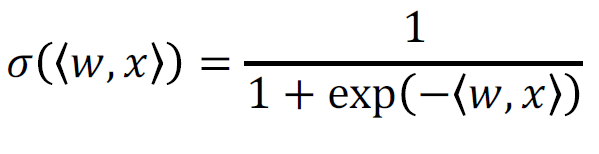 σ(⟨w, x⟩) = 1 / (1 + exp(−⟨w, x⟩))